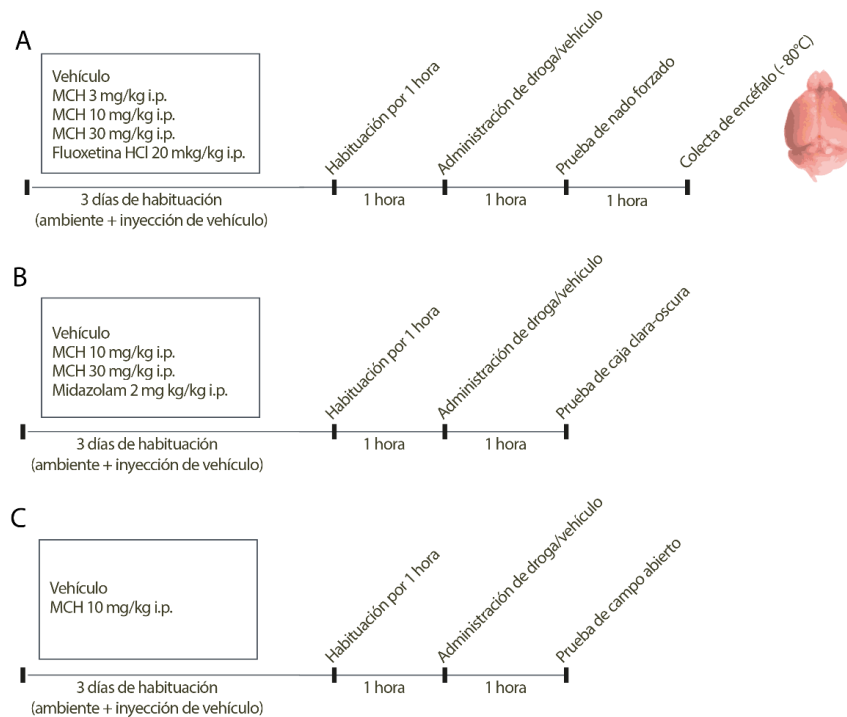 A
Vehículo
MCH 3 mg/kg i.p.
MCH 10 mg/kg i.p.
MCH 30 mg/kg i.p.
Fluoxetina HCl 20 mkg/kg i.p.
Habituación por 1 hora
Administración de droga/vehículo
Prueba de nado forzado
Colecta de encéfalo (- 80°C)
3 días de habituación
(ambiente + inyección de vehículo)
1 hora
1 hora
1 hora
B
Vehículo
MCH 10 mg/kg i.p.
MCH 30 mg/kg i.p.
Midazolam 2 mg kg/kg i.p.
Habituación por 1 hora
Administración de droga/vehículo
Prueba de caja clara-oscura
3 días de habituación
(ambiente + inyección de vehículo)
1 hora
1 hora
C
Vehículo
MCH 10 mg/kg i.p.
Habituación por 1 hora
Administración de droga/vehículo
Prueba de campo abierto
3 días de habituación
(ambiente + inyección de vehículo)
1 hora
1 hora